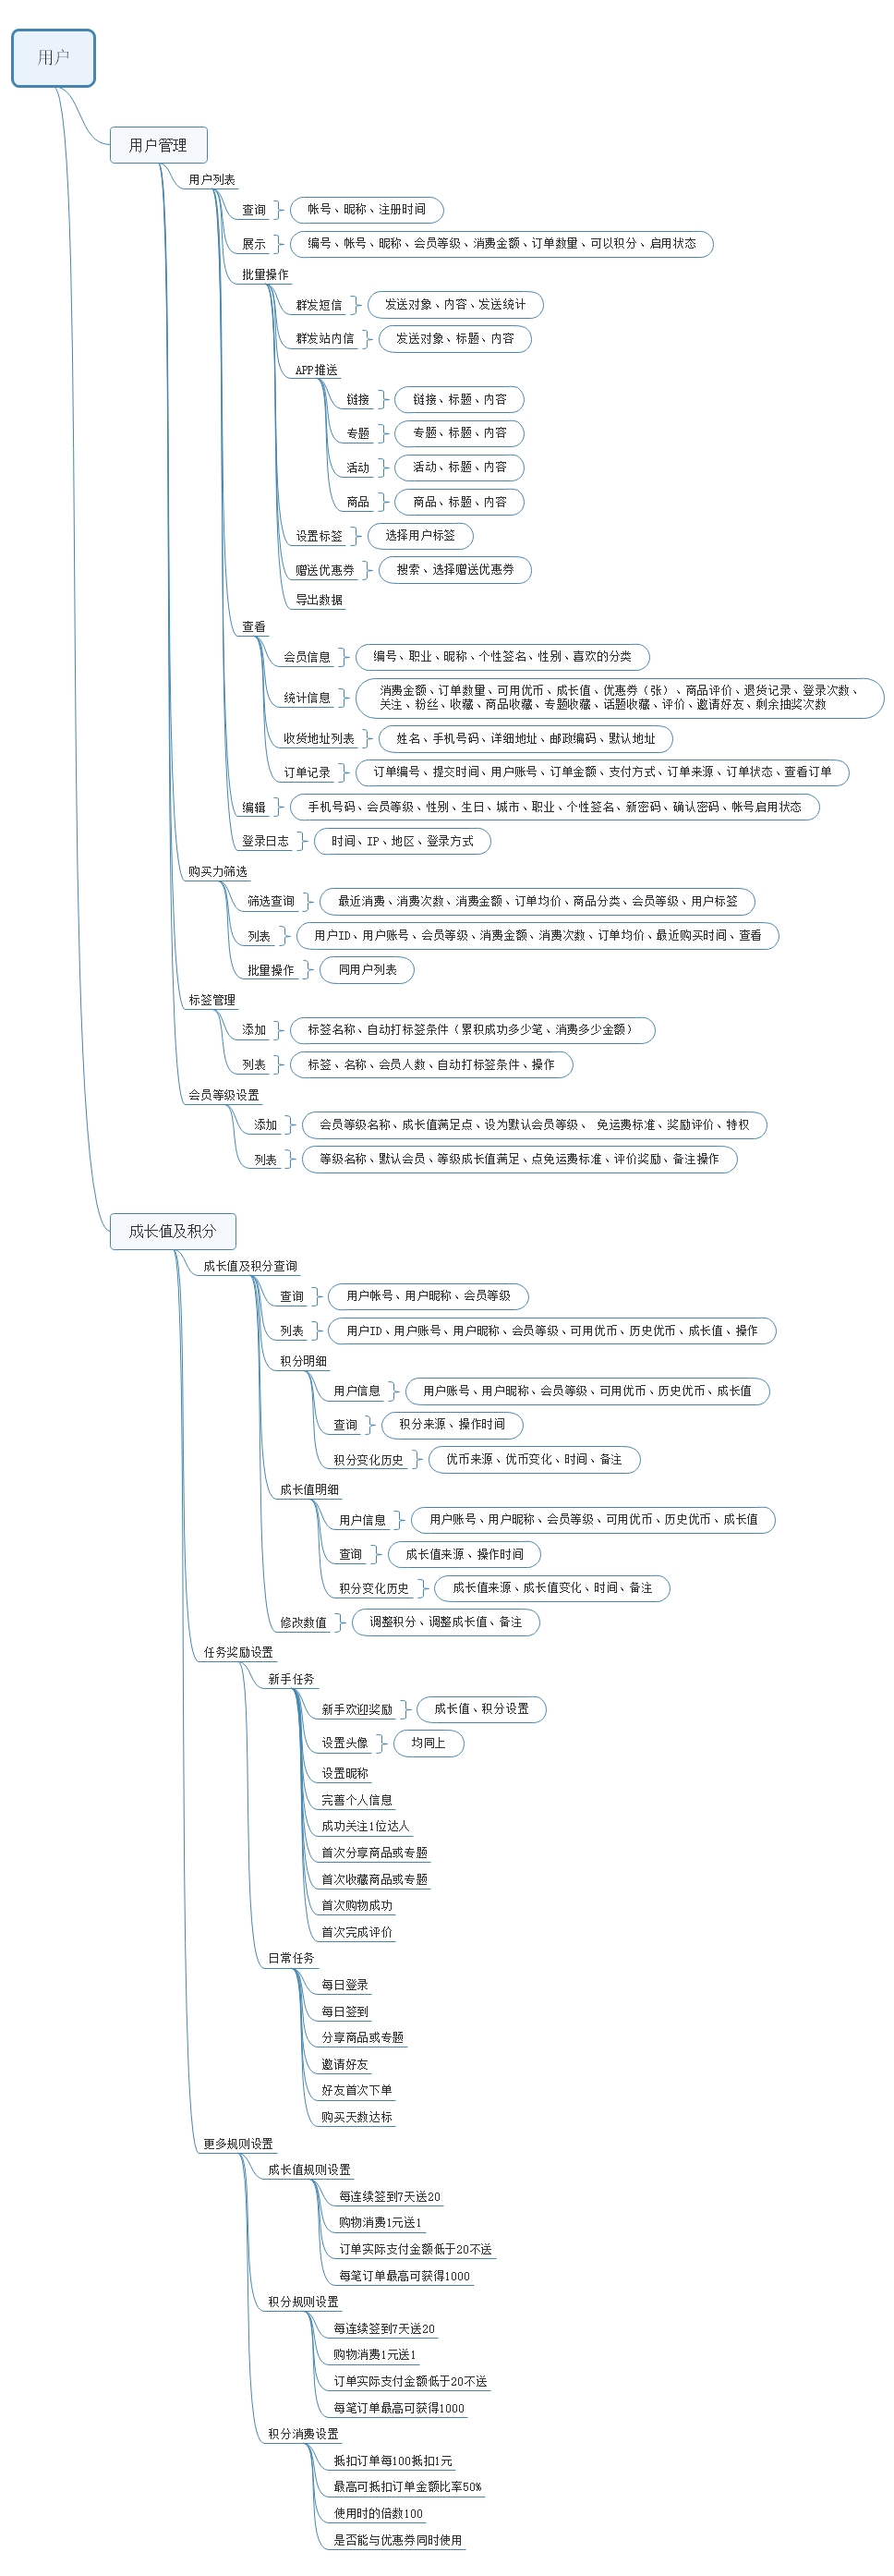 用户
用户管理
用户列表
查询
帐号、昵称、注册时间
展示
编号、帐号、昵称、会员等级、消费金额、订单数量、可以积分、启用状态
批量操作
群发短信
发送对象、内容、发送统计
群发站内信
发送对象、标题、内容
APP推送
链接
链接、标题、内容
专题
专题、标题、内容
活动
活动、标题、内容
商品
商品、标题、内容
设置标签
选择用户标签
赠送优惠券
搜索、选择赠送优惠券
导出数据
查看
会员信息
编号、职业、昵称、个性签名、性别、喜欢的分类
统计信息
消费金额、订单数量、可用优币、成长值、优惠券（张）、商品评价、退货记录、登录次数、
关注、粉丝、收藏、商品收藏、专题收藏、话题收藏、评价、邀请好友、剩余抽奖次数
收货地址列表
姓名、手机号码、详细地址、邮政编码、默认地址
订单记录
订单编号、提交时间、用户账号、订单金额、支付方式、订单来源、订单状态、查看订单
编辑
手机号码、会员等级、性别、生日、城市、职业、个性签名、新密码、确认密码、帐号启用状态
登录日志
时间、IP、地区、登录方式
购买力筛选
筛选查询
最近消费、消费次数、消费金额、订单均价、商品分类、会员等级、用户标签
列表
用户ID、用户账号、会员等级、消费金额、消费次数、订单均价、最近购买时间、查看
批量操作
同用户列表
标签管理
添加
标签名称、自动打标签条件（累积成功多少笔、消费多少金额）
列表
标签、名称、会员人数、自动打标签条件、操作
会员等级设置
添加
会员等级名称、成长值满足点、设为默认会员等级、 免运费标准、奖励评价、特权
列表
等级名称、默认会员、等级成长值满足、点免运费标准、评价奖励、备注操作
成长值及积分
成长值及积分查询
查询
用户帐号、用户昵称、会员等级
列表
用户ID、用户账号、用户昵称、会员等级、可用优币、历史优币、成长值、操作
积分明细
用户信息
用户账号、用户昵称、会员等级、可用优币、历史优币、成长值
查询
积分来源、操作时间
积分变化历史
优币来源、优币变化、时间、备注
成长值明细
用户信息
用户账号、用户昵称、会员等级、可用优币、历史优币、成长值
查询
成长值来源、操作时间
积分变化历史
成长值来源、成长值变化、时间、备注
修改数值
调整积分、调整成长值、备注
任务奖励设置
新手任务
新手欢迎奖励
成长值、积分设置
设置头像
均同上
设置昵称
完善个人信息
成功关注1位达人
首次分享商品或专题
首次收藏商品或专题
首次购物成功
首次完成评价
日常任务
每日登录
每日签到
分享商品或专题
邀请好友
好友首次下单
购买天数达标
更多规则设置
成长值规则设置
每连续签到7天送20
购物消费1元送1
订单实际支付金额低于20不送
每笔订单最高可获得1000
积分规则设置
每连续签到7天送20
购物消费1元送1
订单实际支付金额低于20不送
每笔订单最高可获得1000
积分消费设置
抵扣订单每100抵扣1元
最高可抵扣订单金额比率50%
使用时的倍数100
是否能与优惠券同时使用